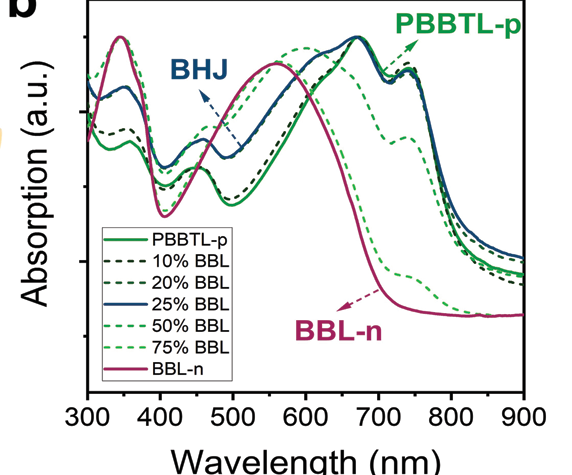 b
PBBTL-p
BHJ
BBL-n
Absorption (a.u.)
PBBTL-p
10% BBL
20% BBL
25% BBL
50% BBL
75% BBL
BBL-n
300 400 500 600 700 800 900
Wavelength (nm)